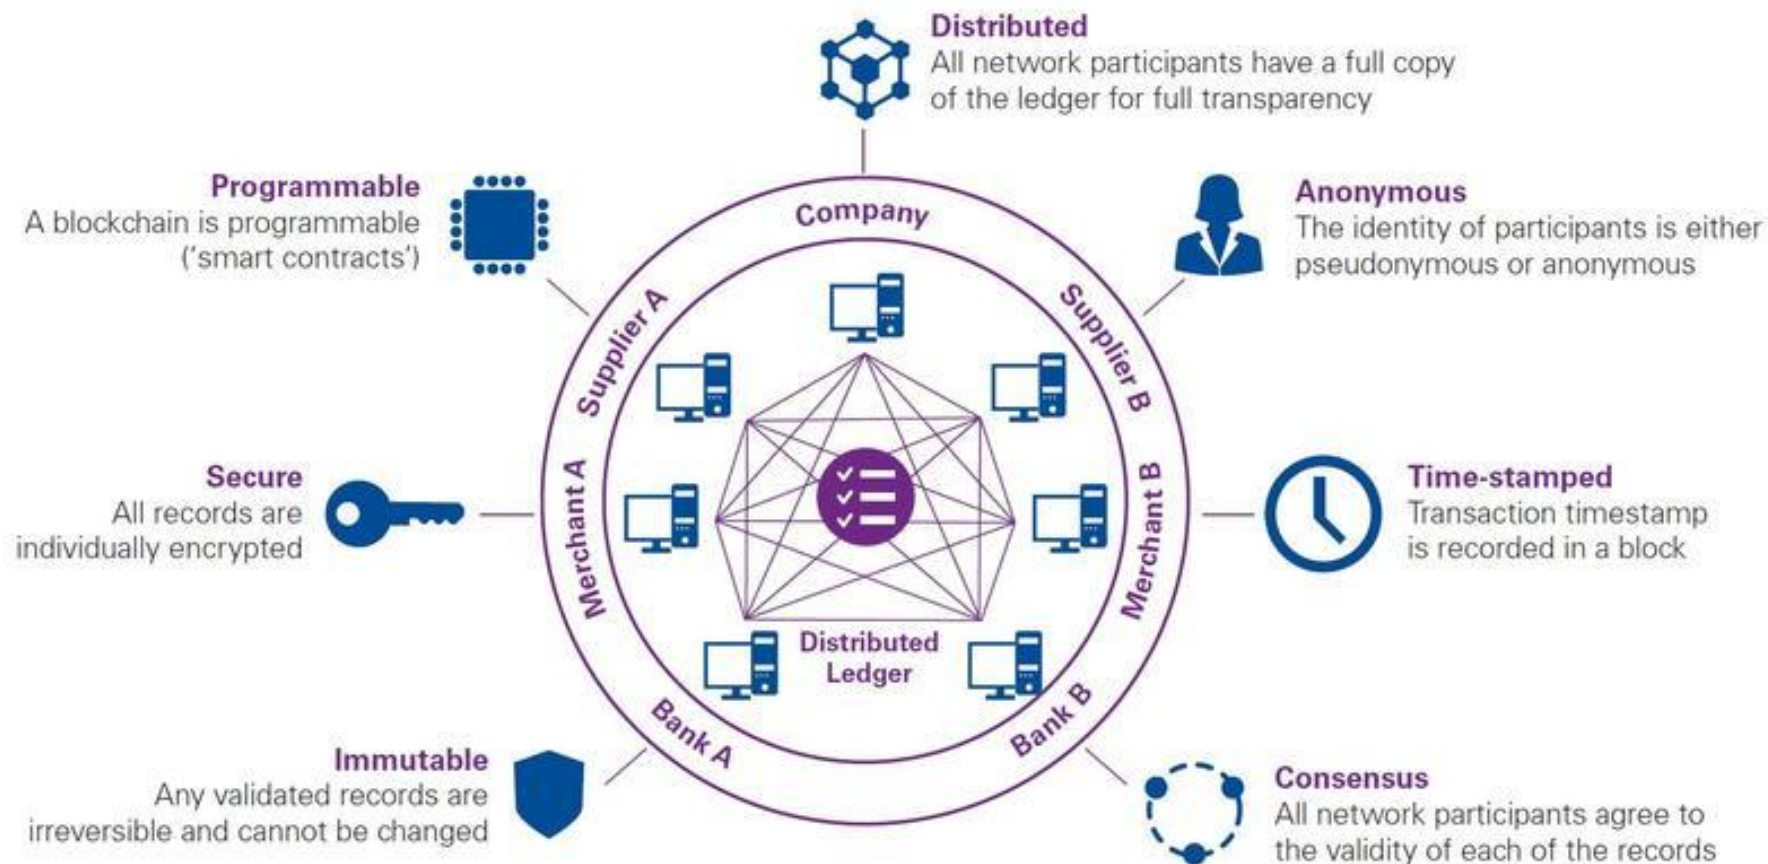 Distributed
All network participants have a full copy
of the ledger for full transparency
Programmable
A blockchain is programmable
('smart contracts')
Anonymous
The identity of participants is either
pseudonymous or anonymous
Company
Supplier A
Supplier B
Secure
All records are
individually encrypted
Merchant A
Merchant B
Time-stamped
Transaction timestamp
is recorded in a block
Distributed
Ledger
Bank A
Bank B
Immutable
Any validated records are
irreversible and cannot be changed
Consensus
All network participants agree to
the validity of each of the records